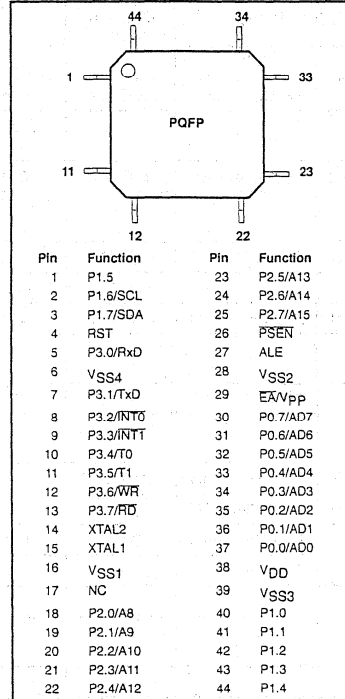 44 34
1 33
PQFP
11 23
12 22
Pin Function Pin Function
1 P1.5 23 P2.5/A13
2 P1.6/SCL 24 P2.6/A14
3 P1.7/SDA 25 P2.7/A15
4 RST 26 P̅S̅E̅N̅
5 P3.0/RxD 27 ALE
6 VSS4 28 VSS2
7 P3.1/TxD 29 E̅A̅/VPP
8 P3.2/I̅N̅T̅0̅ 30 P0.7/AD7
9 P3.3/I̅N̅T̅1̅ 31 P0.6/AD6
10 P3.4/T0 32 P0.5/AD5
11 P3.5/T1 33 P0.4/AD4
12 P3.6/W̅R̅ 34 P0.3/AD3
13 P3.7/R̅D̅ 35 P0.2/AD2
14 XTAL2 36 P0.1/AD1
15 XTAL1 37 P0.0/AD0
16 VSS1 38 VDD
17 NC 39 VSS3
18 P2.0/A8 40 P1.0
19 P2.1/A9 41 P1.1
20 P2.2/A10 42 P1.2
21 P2.3/A11 43 P1.3
22 P2.4/A12 44 P1.4